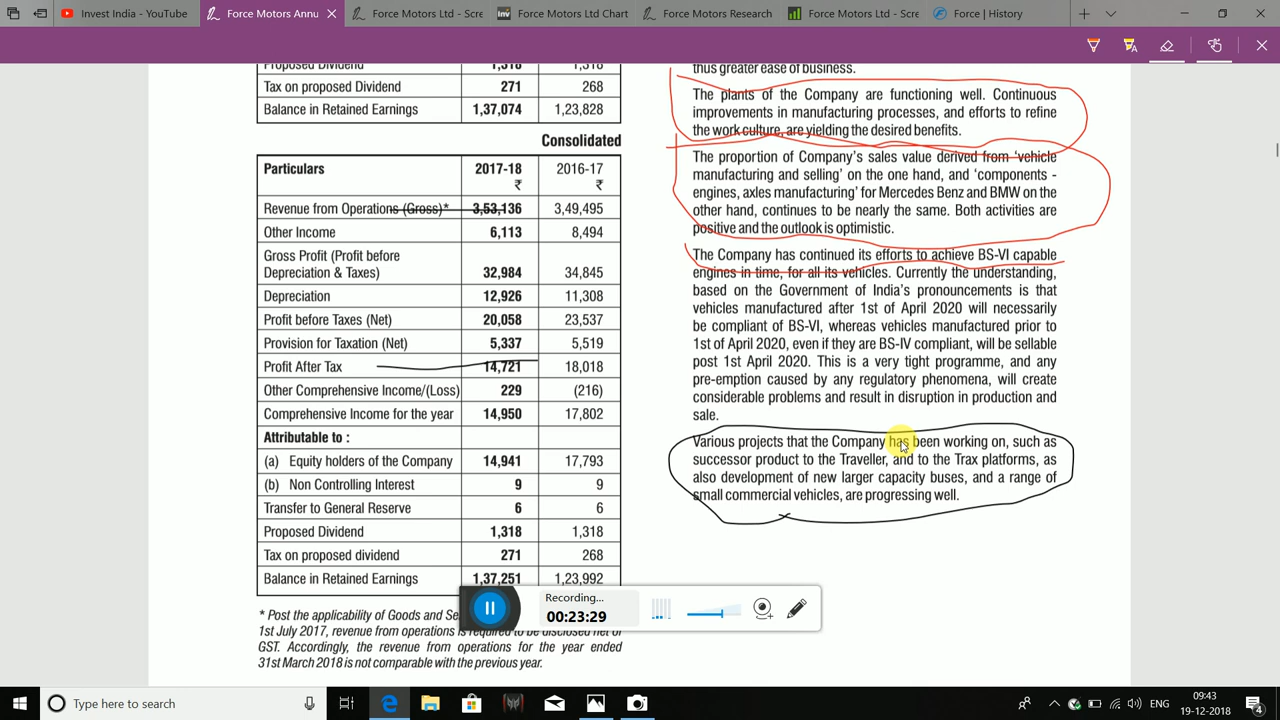 Invest India - YouTube
Force Motors Annu
Force Motors Ltd - Scre
Force Motors Ltd Chart
Force Motors Research
Force Motors Ltd - Scre
Force | History
Proposed Dividend 1,318 1,318
Tax on proposed Dividend 271 268
Balance in Retained Earnings 1,37,074 1,23,828
Consolidated
Particulars 2017-18 2016-17
₹ ₹
Revenue from Operations (Gross)* 3,53,136 3,49,495
Other Income 6,113 8,494
Gross Profit (Profit before
Depreciation & Taxes) 32,984 34,845
Depreciation 12,926 11,308
Profit before Taxes (Net) 20,058 23,537
Provision for Taxation (Net) 5,337 5,519
Profit After Tax 14,721 18,018
Other Comprehensive Income/(Loss) 229 (216)
Comprehensive Income for the year 14,950 17,802
Attributable to :
(a) Equity holders of the Company 14,941 17,793
(b) Non Controlling Interest 9 9
Transfer to General Reserve 6 6
Proposed Dividend 1,318 1,318
Tax on proposed dividend 271 268
Balance in Retained Earnings 1,37,251 1,23,992
* Post the applicability of Goods and Se
1st July 2017, revenue from operations is required to be disclosed net of
GST. Accordingly, the revenue from operations for the year ended
31st March 2018 is not comparable with the previous year.
thus greater ease of business.
The plants of the Company are functioning well. Continuous
improvements in manufacturing processes, and efforts to refine
the work culture, are yielding the desired benefits.
The proportion of Company's sales value derived from 'vehicle
manufacturing and selling' on the one hand, and 'components -
engines, axles manufacturing' for Mercedes Benz and BMW on the
other hand, continues to be nearly the same. Both activities are
positive and the outlook is optimistic.
The Company has continued its efforts to achieve BS-VI capable
engines in time, for all its vehicles. Currently the understanding,
based on the Government of India's pronouncements is that
vehicles manufactured after 1st of April 2020 will necessarily
be compliant of BS-VI, whereas vehicles manufactured prior to
1st of April 2020, even if they are BS-IV compliant, will be sellable
post 1st April 2020. This is a very tight programme, and any
pre-emption caused by any regulatory phenomena, will create
considerable problems and result in disruption in production and
sale.
Various projects that the Company has been working on, such as
successor product to the Traveller, and to the Trax platforms, as
also development of new larger capacity buses, and a range of
small commercial vehicles, are progressing well.
Recording...
00:23:29
Type here to search
ENG
09:43
19-12-2018
4